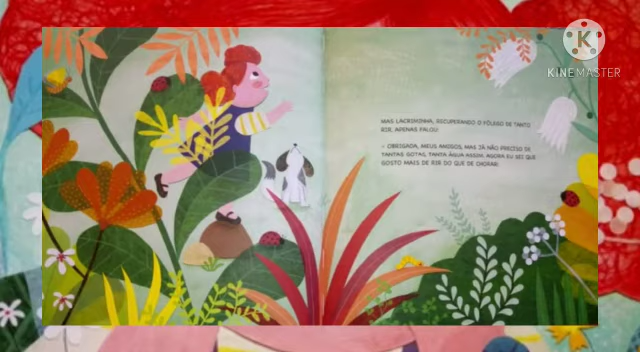 K
KINEMASTER
MAS LACRIMINHA, RECUPERANDO O FÔLEGO DE TANTO
RIR, APENAS FALOU:
– OBRIGADA, MEUS AMIGOS, MAS JÁ NÃO PRECISO DE
TANTAS GOTAS, TANTA ÁGUA ASSIM. AGORA EU SEI QUE
GOSTO MAIS DE RIR DO QUE DE CHORAR!